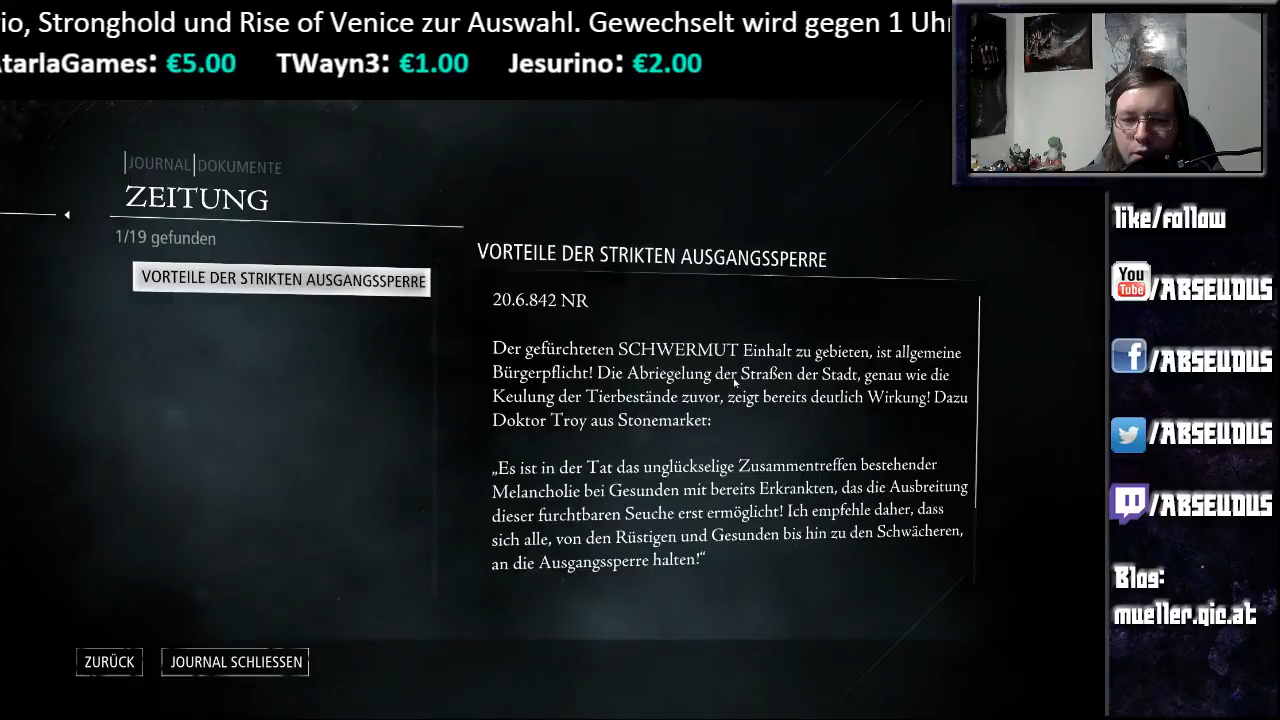 io, Stronghold und Rise of Venice zur Auswahl. Gewechselt wird gegen 1 Uhr
AtarlaGames: €5.00 TWayn3: €1.00 Jesurino: €2.00
JOURNAL DOKUMENTE
ZEITUNG
1/19 gefunden
VORTEILE DER STRIKTEN AUSGANGSSPERRE
VORTEILE DER STRIKTEN AUSGANGSSPERRE
20.6.842 NR
Der gefürchteten SCHWERMUT Einhalt zu gebieten, ist allgemeine
Bürgerpflicht! Die Abriegelung der Straßen der Stadt, genau wie die
Keulung der Tierbestände zuvor, zeigt bereits deutlich Wirkung! Dazu
Doktor Troy aus Stonemarket:
„Es ist in der Tat das unglückselige Zusammentreffen bestehender
Melancholie bei Gesunden mit bereits Erkrankten, das die Ausbreitung
dieser furchtbaren Seuche erst ermöglicht! Ich empfehle daher, dass
sich alle, von den Rüstigen und Gesunden bis hin zu den Schwächeren,
an die Ausgangssperre halten!“
ZURÜCK
JOURNAL SCHLIESSEN
like/follow
You Tube /ABSEUDUS
f /ABSEUDUS
/ABSEUDUS
/ABSEUDUS
Blog:
mueller.gic.at